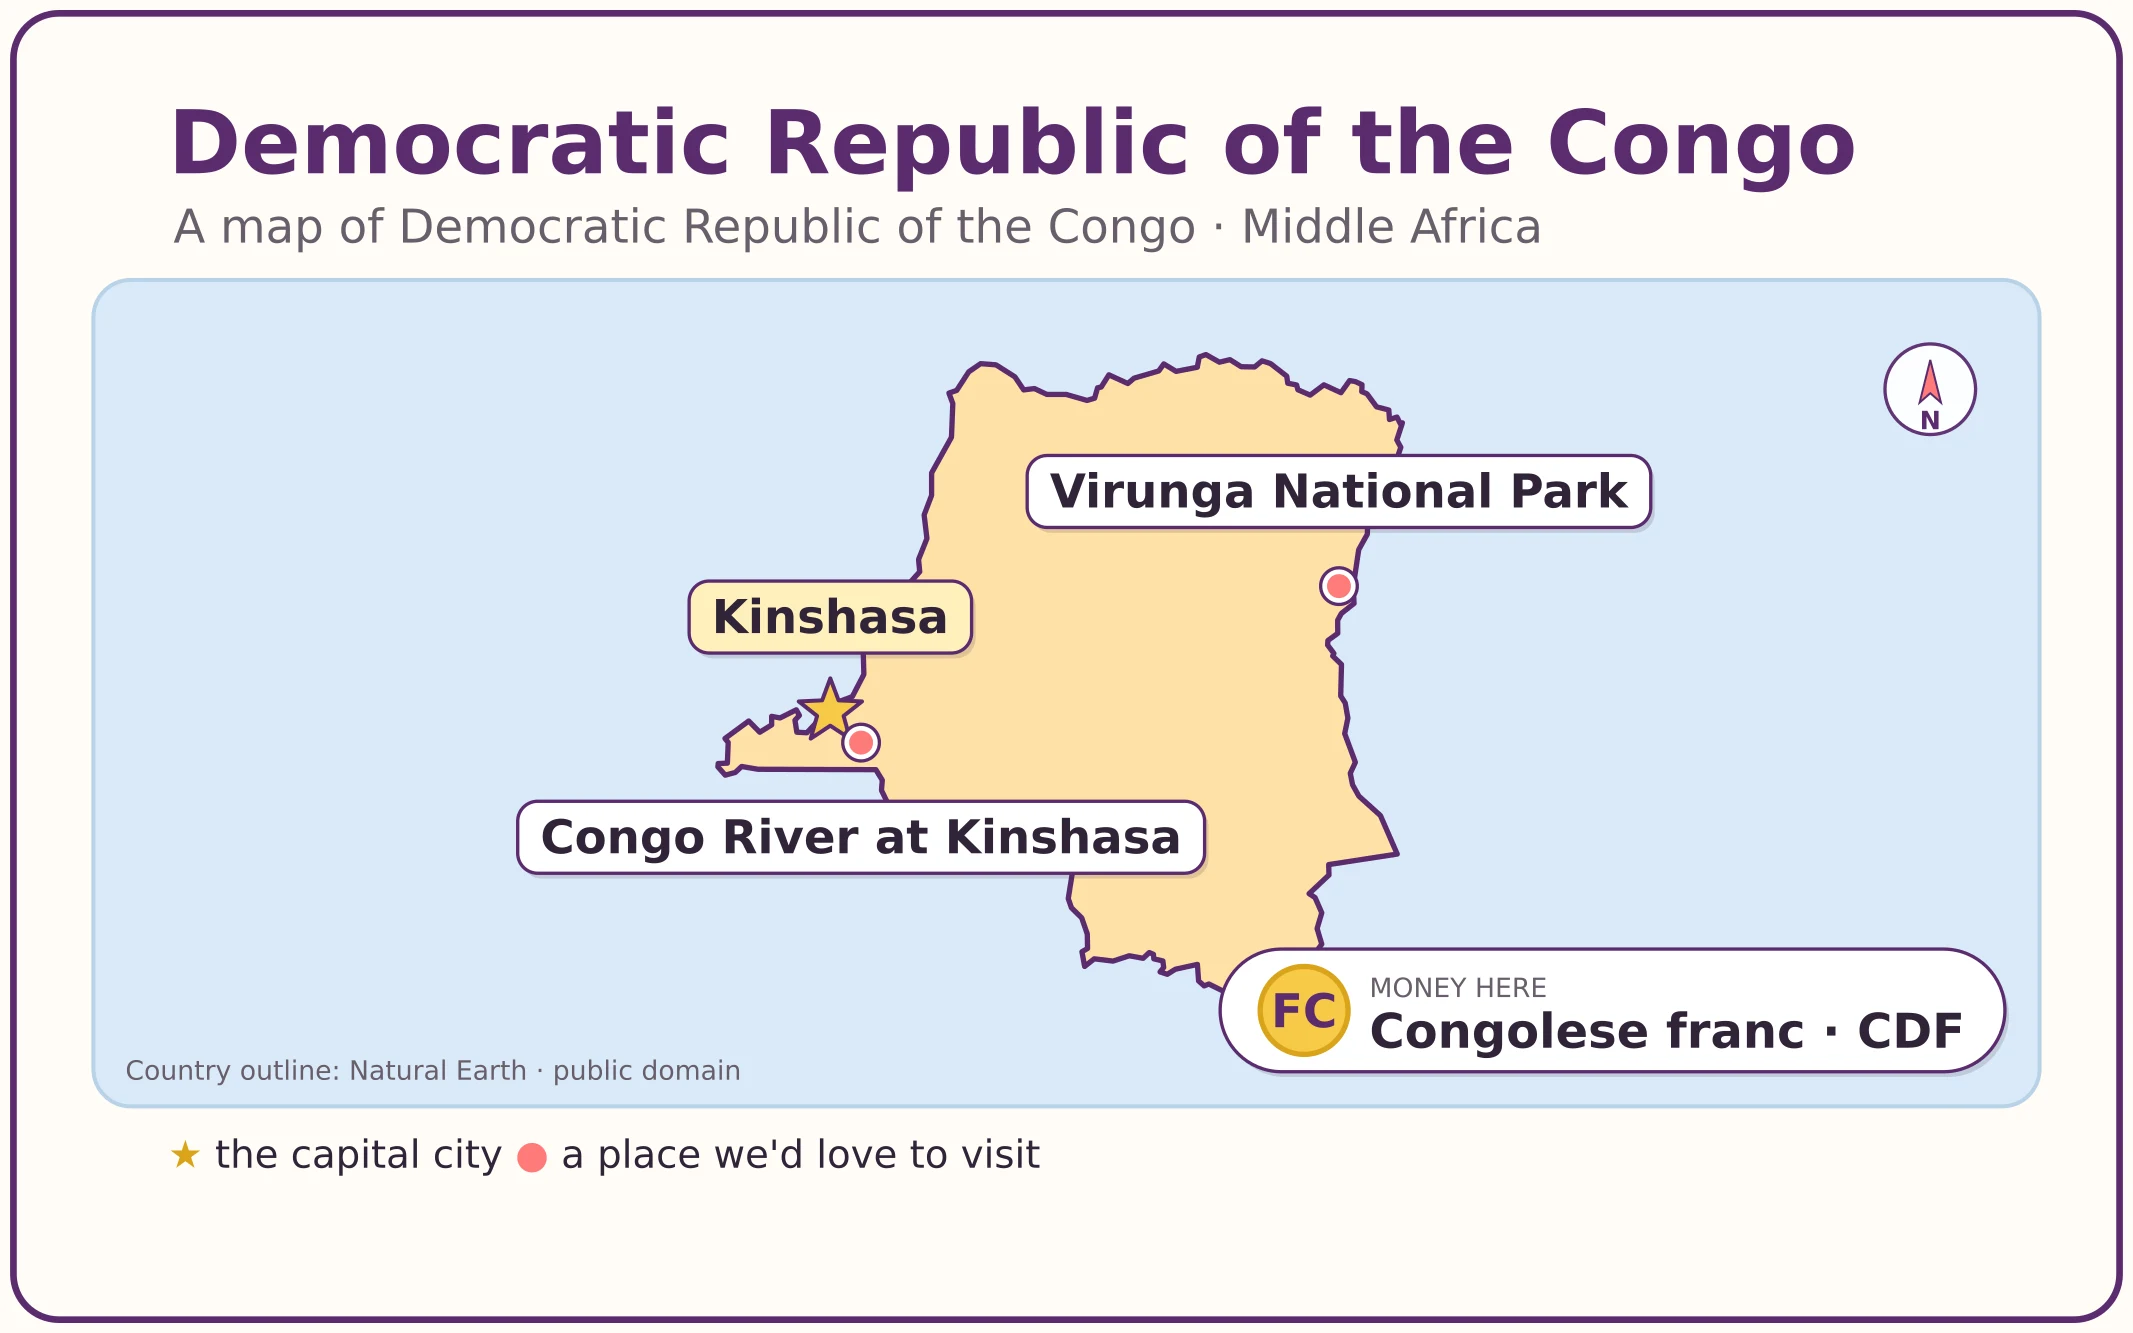 Democratic Republic of the Congo
A map of Democratic Republic of the Congo · Middle Africa
N
Virunga National Park
Kinshasa
Congo River at Kinshasa
FC
MONEY HERE
Congolese franc · CDF
Country outline: Natural Earth · public domain
★ the capital city ● a place we'd love to visit